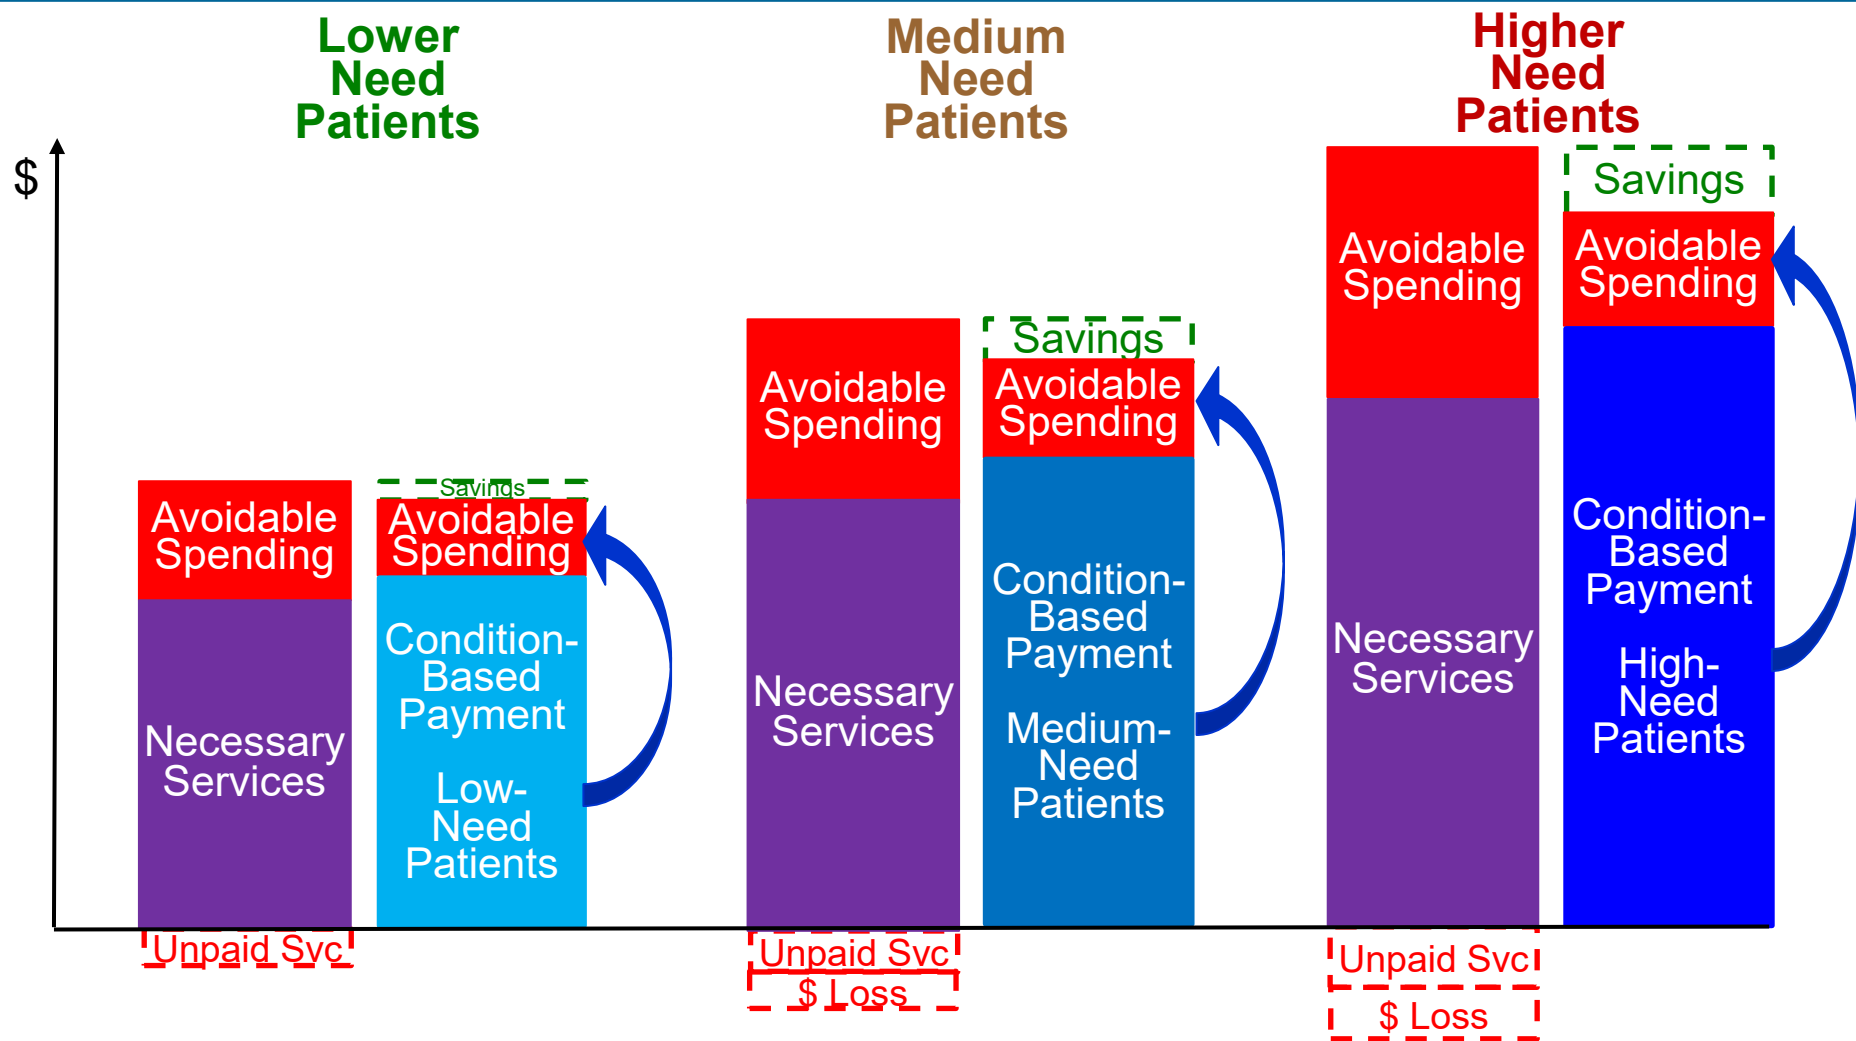 Lower
Need
Patients
Medium
Need
Patients
Higher
Need
Patients
$
Avoidable
Spending
Necessary
Services
Unpaid Svc
Savings
Avoidable
Spending
Condition-
Based
Payment
Low-
Need
Patients
Avoidable
Spending
Necessary
Services
Unpaid Svc
$ Loss
Savings
Avoidable
Spending
Condition-
Based
Payment
Medium-
Need
Patients
Avoidable
Spending
Necessary
Services
Unpaid Svc
$ Loss
Savings
Avoidable
Spending
Condition-
Based
Payment
High-
Need
Patients